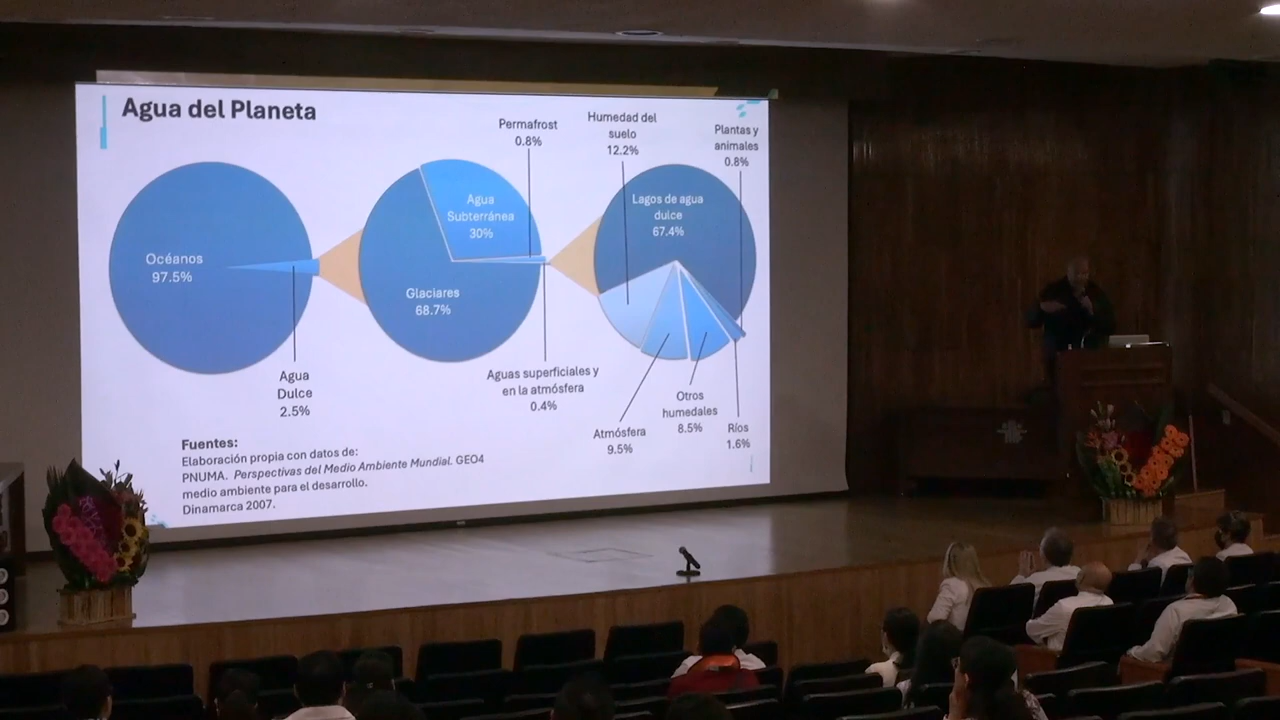 Agua del Planeta
Océanos
97.5%
Agua
Dulce
2.5%
Agua
Subterránea
30%
Glaciares
68.7%
Permafrost
0.8%
Aguas superficiales y
en la atmósfera
0.4%
Humedad del
suelo
12.2%
Plantas y
animales
0.8%
Lagos de agua
dulce
67.4%
Atmósfera
9.5%
Otros
humedales
8.5%
Ríos
1.6%
Fuentes:
Elaboración propia con datos de:
PNUMA. Perspectivas del Medio Ambiente Mundial. GEO4
medio ambiente para el desarrollo.
Dinamarca 2007.